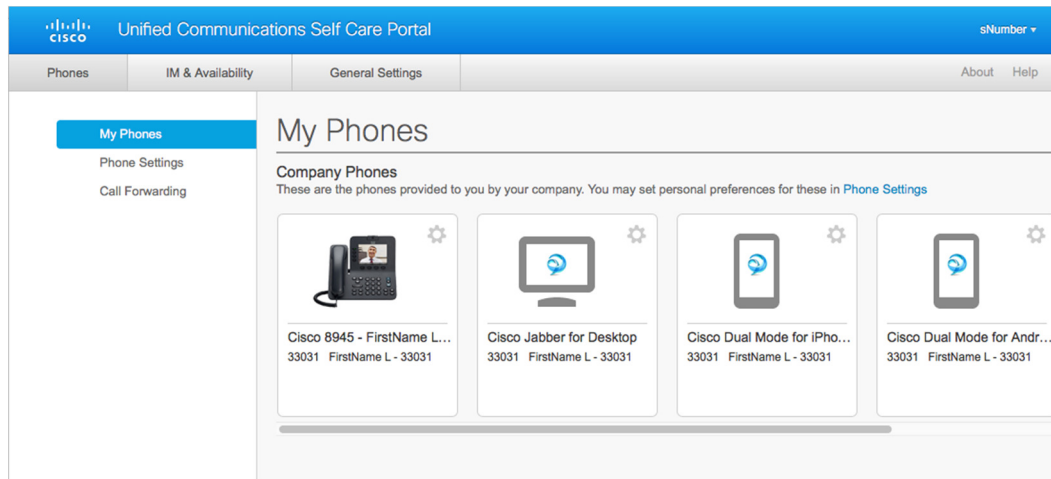 CISCO Unified Communications Self Care Portal sNumber
Phones IM & Availability General Settings About Help
My Phones
Phone Settings
Call Forwarding
My Phones
Company Phones
These are the phones provided to you by your company. You may set personal preferences for these in Phone Settings
Cisco 8945 - FirstName L...
33031 FirstName L - 33031
Cisco Jabber for Desktop
33031 FirstName L - 33031
Cisco Dual Mode for iPho...
33031 FirstName L - 33031
Cisco Dual Mode for Andr...
33031 FirstName L - 33031